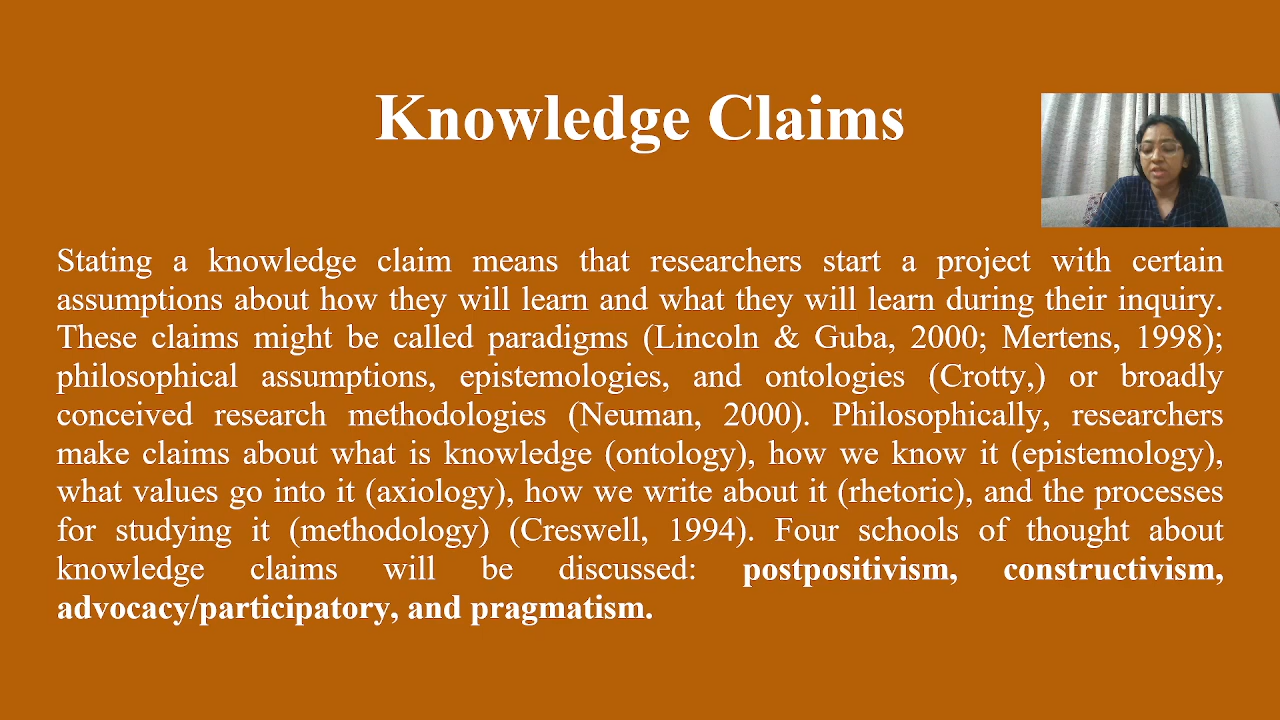 Knowledge Claims
Stating a knowledge claim means that researchers start a project with certain
assumptions about how they will learn and what they will learn during their inquiry.
These claims might be called paradigms (Lincoln & Guba, 2000; Mertens, 1998);
philosophical assumptions, epistemologies, and ontologies (Crotty,) or broadly
conceived research methodologies (Neuman, 2000). Philosophically, researchers
make claims about what is knowledge (ontology), how we know it (epistemology),
what values go into it (axiology), how we write about it (rhetoric), and the processes
for studying it (methodology) (Creswell, 1994). Four schools of thought about
knowledge claims will be discussed: postpositivism, constructivism,
advocacy/participatory, and pragmatism.